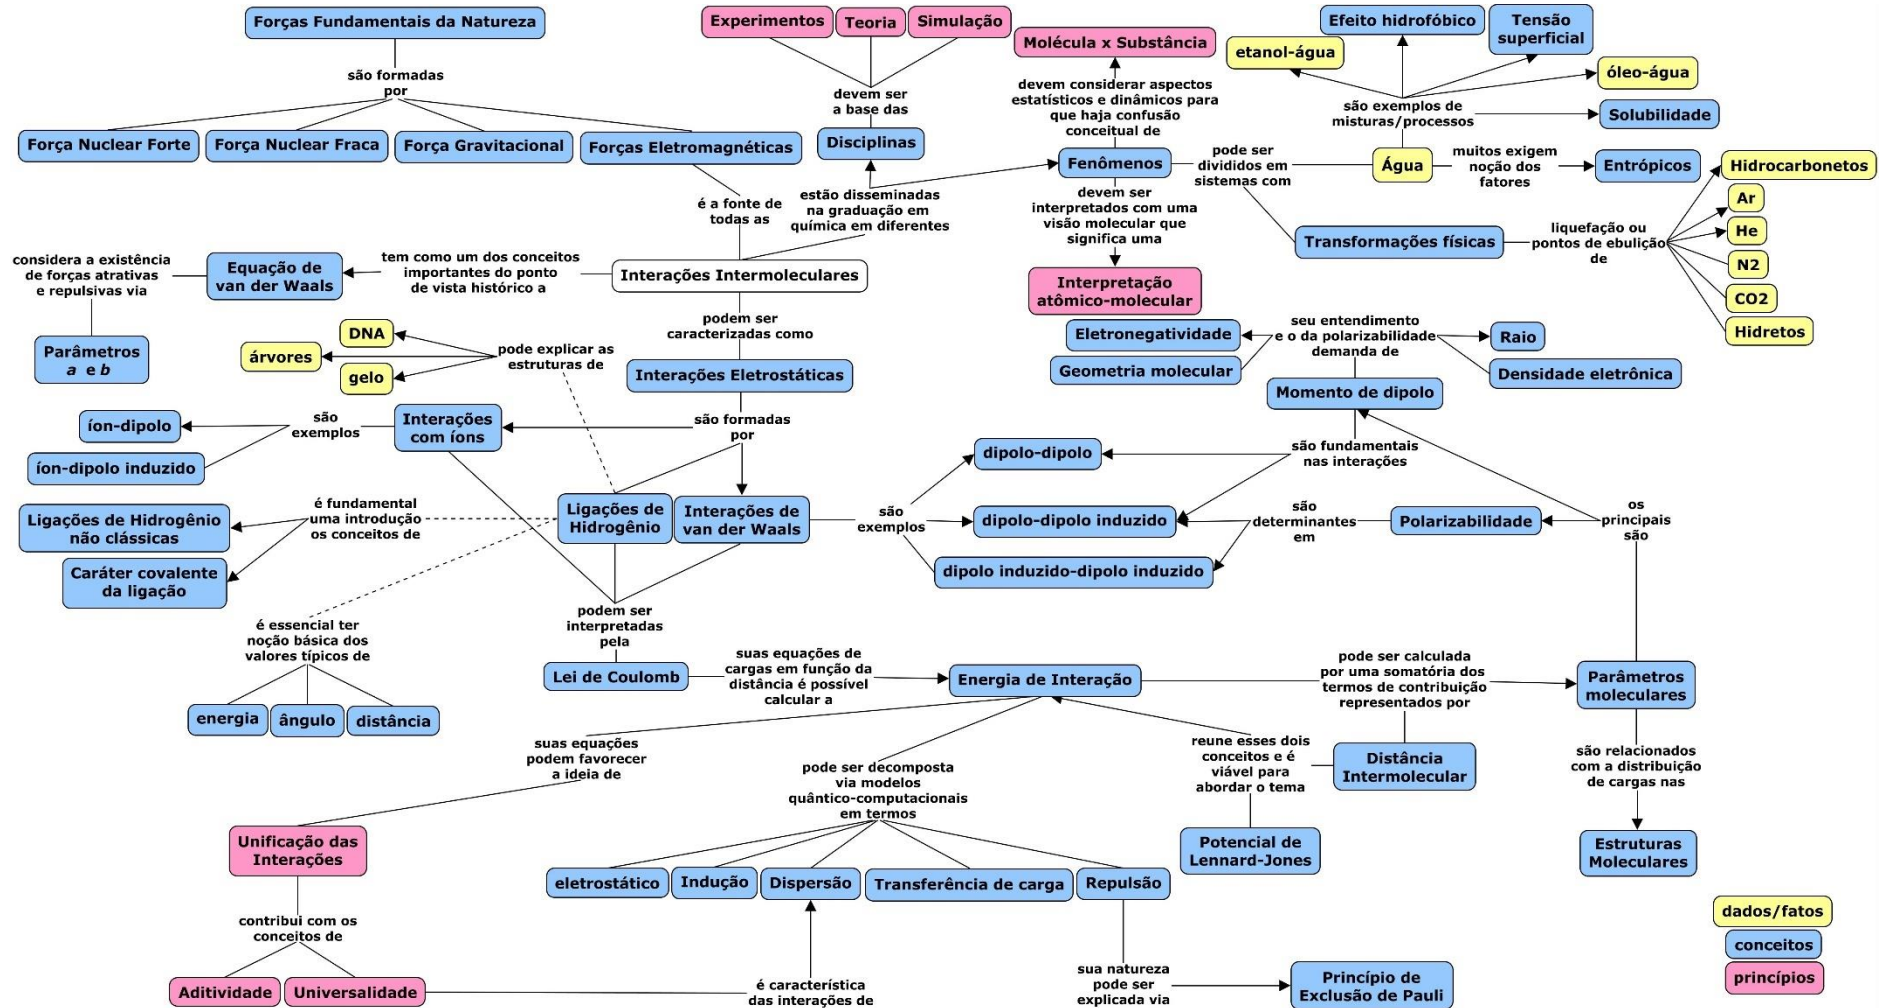 Forças Fundamentais da Natureza
são formadas
por
Força Nuclear Forte
Força Nuclear Fraca
Força Gravitacional
Forças Eletromagnéticas
é a fonte de
todas as
Experimentos
Teoria
Simulação
devem ser
a base das
Disciplinas
estão disseminadas
na graduação em
química em diferentes
Molécula x Substância
devem considerar aspectos
estatísticos e dinâmicos para
que haja confusão
conceitual de
Fenômenos
devem ser
interpretados com uma
visão molecular que
significa uma
Interpretação
atômico-molecular
pode ser
divididos em
sistemas com
Efeito hidrofóbico
Tensão
superficial
etanol-água
óleo-água
são exemplos de
misturas/processos
Solubilidade
Água
muitos exigem
noção dos
fatores
Entrópicos
Transformações físicas
liquefação ou
pontos de ebulição
de
Hidrocarbonetos
Ar
He
N2
CO2
Hidretos
considera a existência
de forças atrativas
e repulsivas via
Equação de
van der Waals
tem como um dos conceitos
importantes do ponto
de vista histórico a
Interações Intermoleculares
Parâmetros
a e b
podem ser
caracterizadas como
Interações Eletrostáticas
DNA
árvores
gelo
pode explicar as
estruturas de
Eletronegatividade
Geometria molecular
seu entendimento
e o da polarizabilidade
demanda de
Raio
Densidade eletrônica
Momento de dipolo
íon-dipolo
íon-dipolo induzido
são
exemplos
Interações
com íons
são formadas
por
são fundamentais
nas interações
dipolo-dipolo
dipolo-dipolo induzido
dipolo induzido-dipolo induzido
são
exemplos
são
determinantes
em
Polarizabilidade
os
principais
são
Ligações de Hidrogênio
não clássicas
Caráter covalente
da ligação
é fundamental
uma introdução
os conceitos de
Ligações de
Hidrogênio
Interações de
van der Waals
é essencial ter
noção básica dos
valores típicos de
energia
ângulo
distância
podem ser
interpretadas
pela
Lei de Coulomb
suas equações de
cargas em função da
distância é possível
calcular a
Energia de Interação
pode ser calculada
por uma somatória dos
termos de contribuição
representados por
Parâmetros
moleculares
suas equações
podem favorecer
a ideia de
pode ser decomposta
via modelos
quântico-computacionais
em termos
reune esses dois
conceitos e é
viável para
abordar o tema
Distância
Intermolecular
são relacionados
com a distribuição
de cargas nas
Unificação das
Interações
Potencial de
Lennard-Jones
Estruturas
Moleculares
eletrostático
Indução
Dispersão
Transferência de carga
Repulsão
contribui com os
conceitos de
Aditividade
Universalidade
é característica
das interações de
sua natureza
pode ser
explicada via
Princípio de
Exclusão de Pauli
dados/fatos
conceitos
princípios